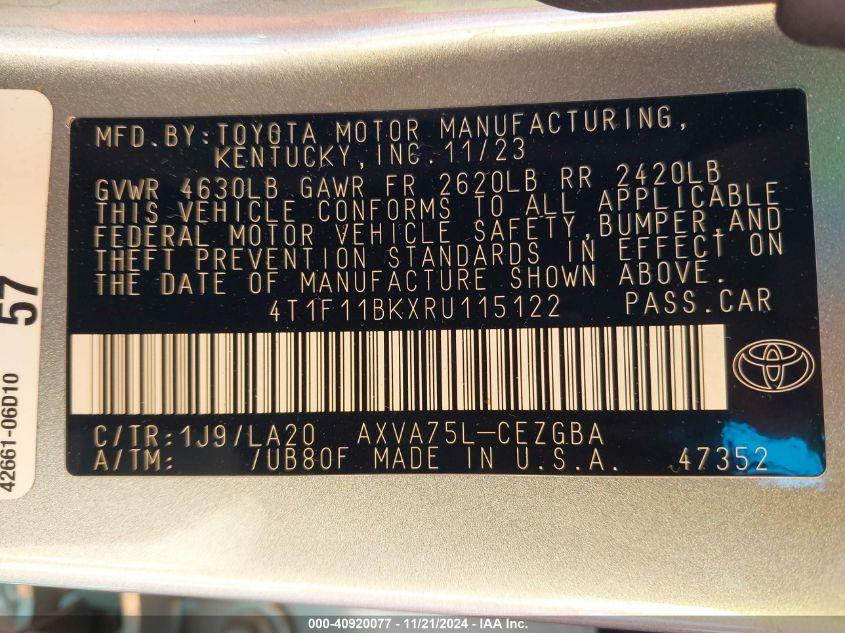 MFD.BY:TOYOTA MOTOR MANUFACTURING,
KENTUCKY,INC.11/23
GVWR 4630LB GAWR FR 2620LB RR 2420LB
THIS VEHICLE CONFORMS TO ALL APPLICABLE
FEDERAL MOTOR VEHICLE SAFETY,BUMPER,AND
THEFT PREVENTION STANDARDS IN EFFECT ON
THE DATE OF MANUFACTURE SHOWN ABOVE.
4T1F11BKXRU115122 PASS.CAR
C/TR:1J9/LA20 AXVA75L-CEZGBA
A/TM: /UB80F MADE IN U.S.A. 47352
57
42661-06D10
000-40920077 - 11/21/2024 - IAA Inc.